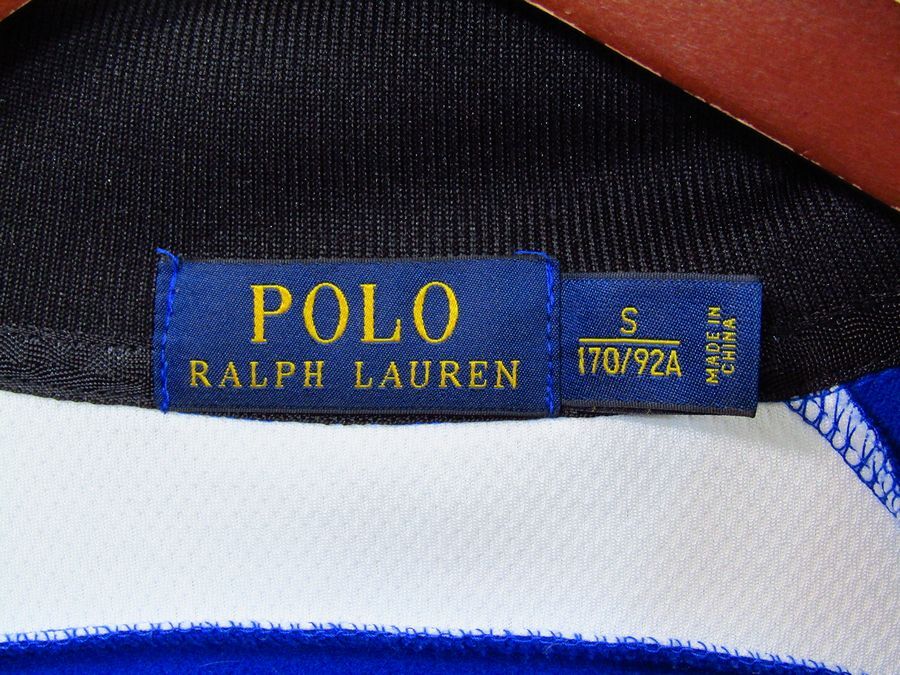 POLO
RALPH LAUREN
S
170/92A
MADE IN
CHINA